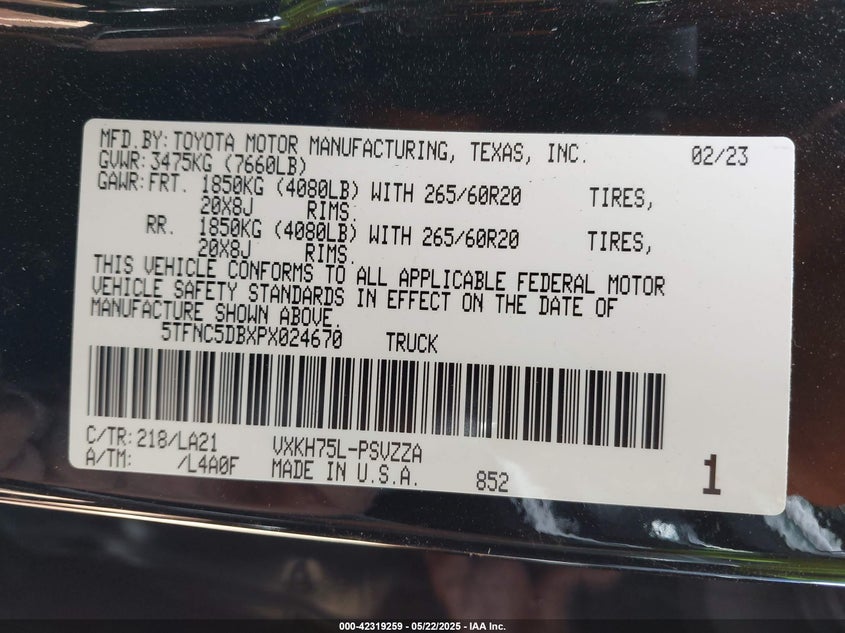 MFD.BY: TOYOTA MOTOR MANUFACTURING, TEXAS, INC. 02/23
GVWR: 3475KG (7660LB)
GAWR: FRT. 1850KG (4080LB) WITH 265/60R20 TIRES,
20X8J RIMS.
RR. 1850KG (4080LB) WITH 265/60R20 TIRES,
20X8J RIMS.
THIS VEHICLE CONFORMS TO ALL APPLICABLE FEDERAL MOTOR
VEHICLE SAFETY STANDARDS IN EFFECT ON THE DATE OF
MANUFACTURE SHOWN ABOVE.
5TFNC5DBXPX024670 TRUCK
C/TR: 218/LA21 VXKH75L-PSVZZA
A/TM: /L4A0F MADE IN U.S.A. 852 1
000-42319259 - 05/22/2025 - IAA Inc.